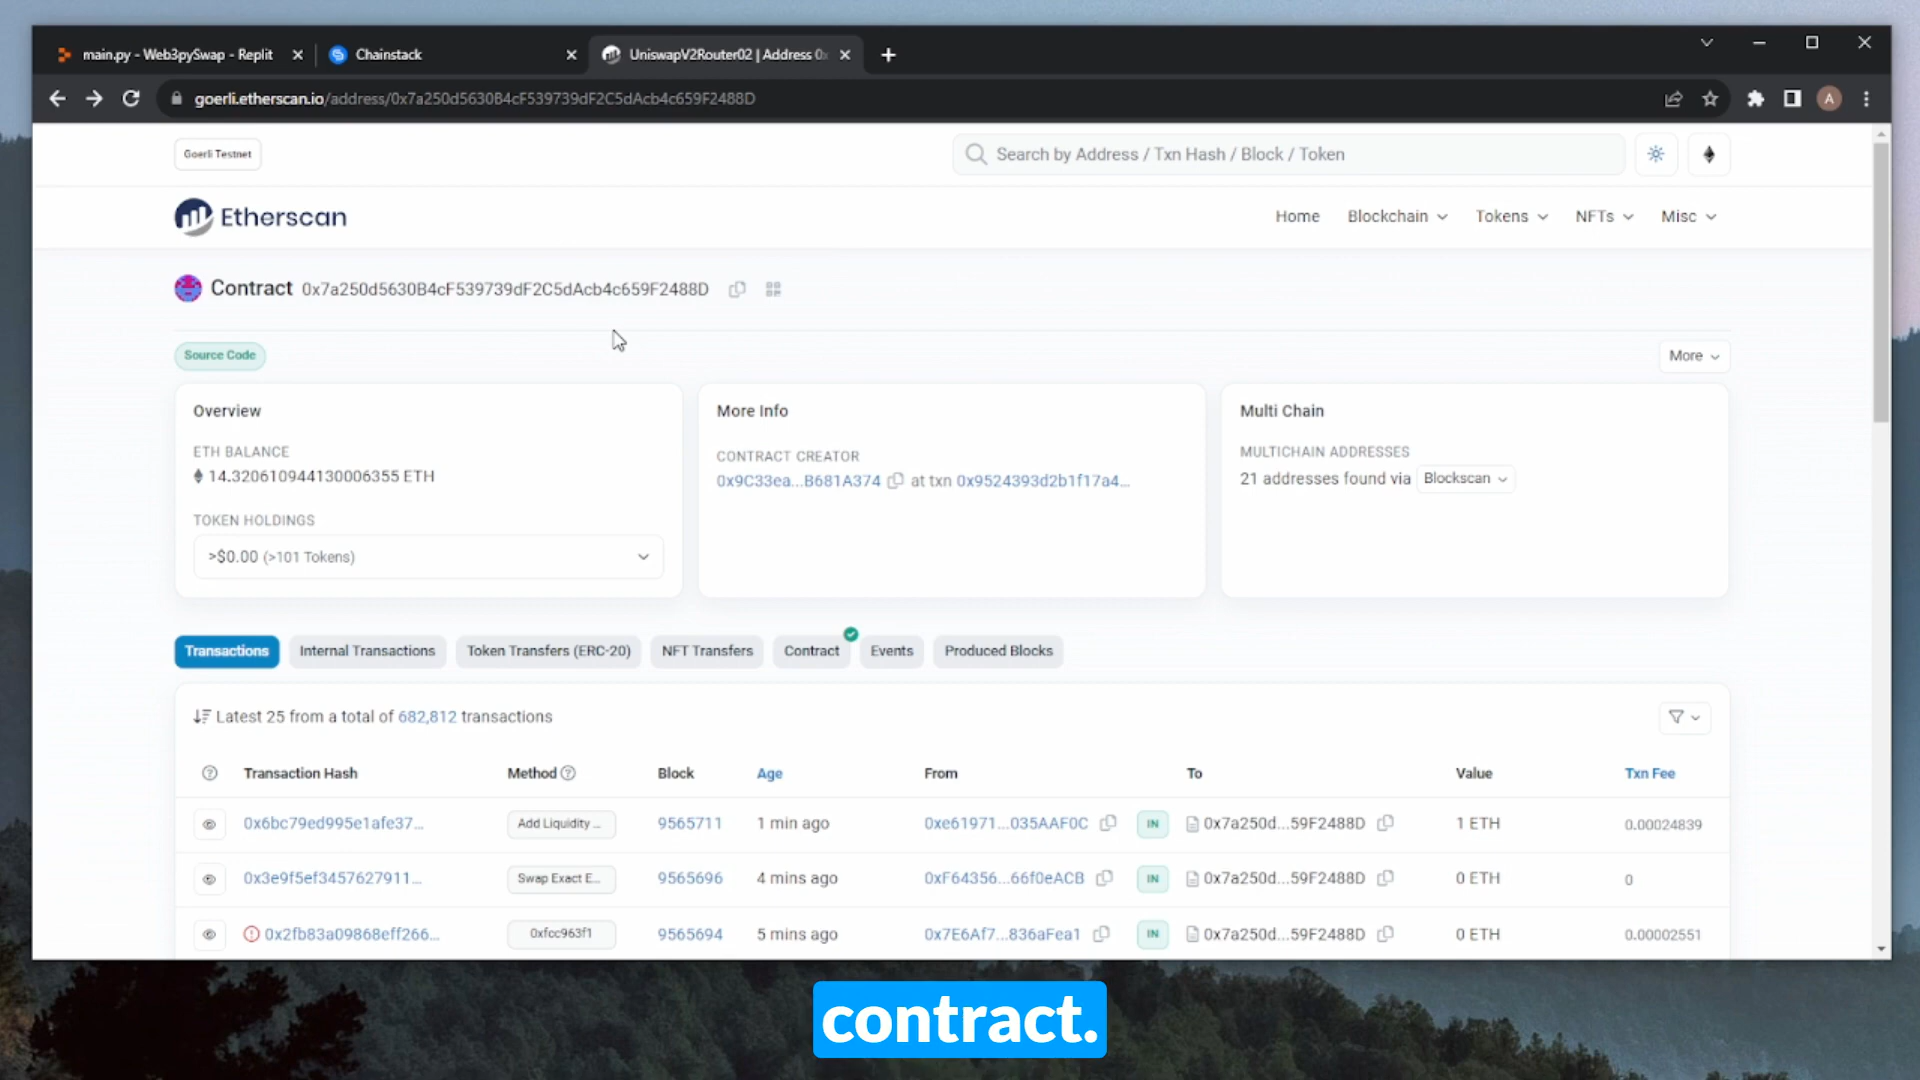 main.py - Web3pySwap - Replit
Chainstack
UniswapV2Router02 | Address 0x
goerli.etherscan.io/address/0x7a250d5630B4cF539739dF2C5dAcb4c659F2488D
A
Goerli Testnet
Search by Address / Txn Hash / Block / Token
Etherscan
Home Blockchain Tokens NFTs Misc
Contract 0x7a250d5630B4cF539739dF2C5dAcb4c659F2488D
Source Code
More
Overview
ETH BALANCE
14.320610944130006355 ETH
TOKEN HOLDINGS
>$0.00 (>101 Tokens)
More Info
CONTRACT CREATOR
0x9C33ea...B681A374 at txn 0x9524393d2b1f17a4...
Multi Chain
MULTICHAIN ADDRESSES
21 addresses found via Blockscan
Transactions Internal Transactions Token Transfers (ERC-20) NFT Transfers Contract Events Produced Blocks
Latest 25 from a total of 682,812 transactions
Transaction Hash Method Block Age From To Value Txn Fee
0x6bc79ed995e1afe37... Add Liquidity ... 9565711 1 min ago 0xe61971...035AAF0C IN 0x7a250d...59F2488D 1 ETH 0.00024839
0x3e9f5ef3457627911... Swap Exact E... 9565696 4 mins ago 0xF64356...66f0eACB IN 0x7a250d...59F2488D 0 ETH 0
0x2fb83a09868eff266... 0xfcc963f1 9565694 5 mins ago 0x7E6Af7...836aFea1 IN 0x7a250d...59F2488D 0 ETH 0.00002551
contract.